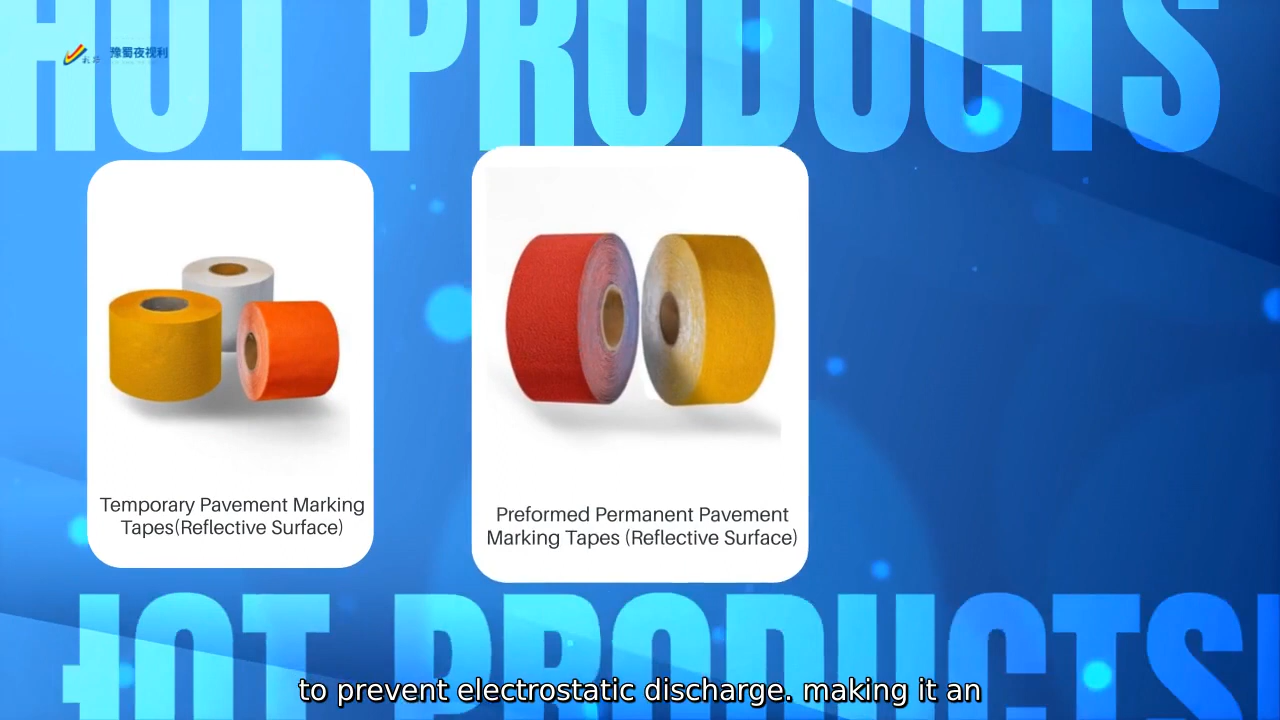 HOT PRODUCTS
豫蜀夜视利
Temporary Pavement Marking
Tapes(Reflective Surface)
Preformed Permanent Pavement
Marking Tapes (Reflective Surface)
HOT PRODUCTS
to prevent electrostatic discharge. making it an